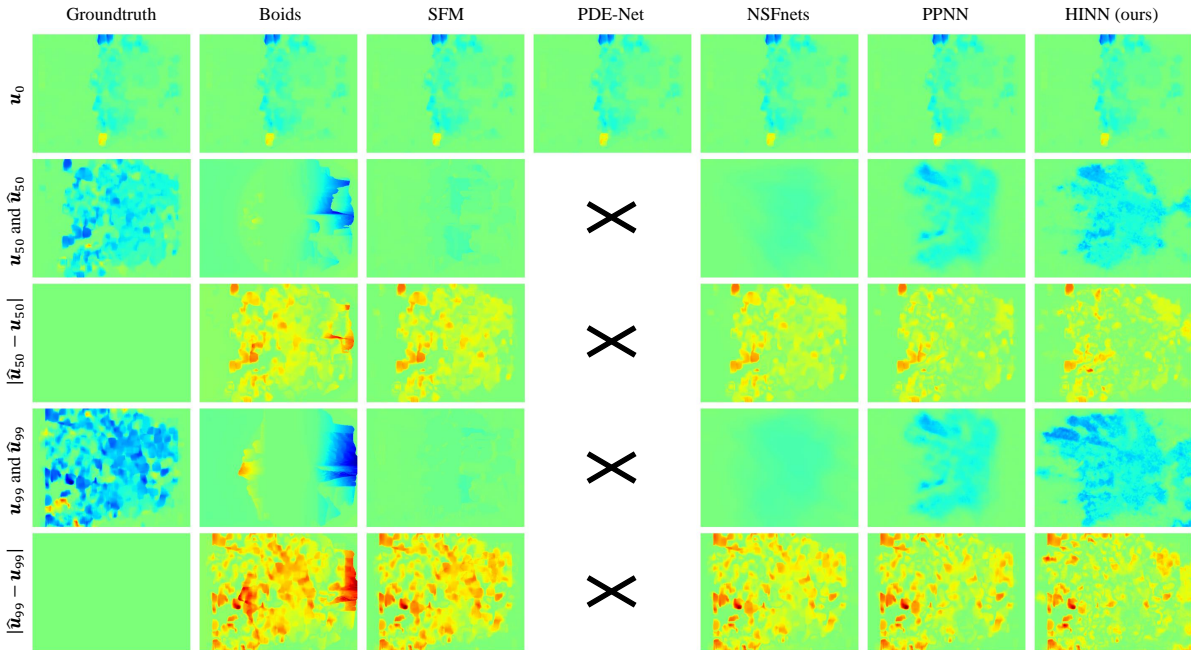 Groundtruth Boids SFM PDE-Net NSFnets PPNN HINN (ours)
u₀
u₅₀ and û₅₀
|û₅₀ − u₅₀|
u₉₉ and û₉₉
|û₉₉ − u₉₉|